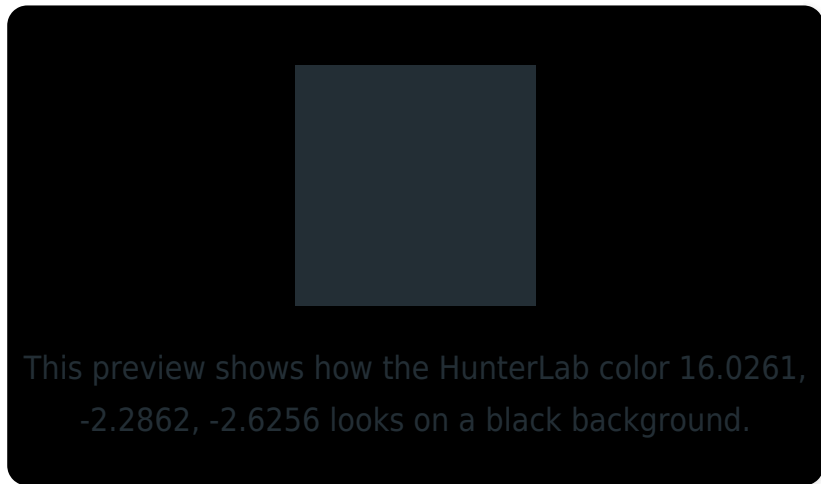 This preview shows how the HunterLab color 16.0261,
-2.2862, -2.6256 looks on a black background.